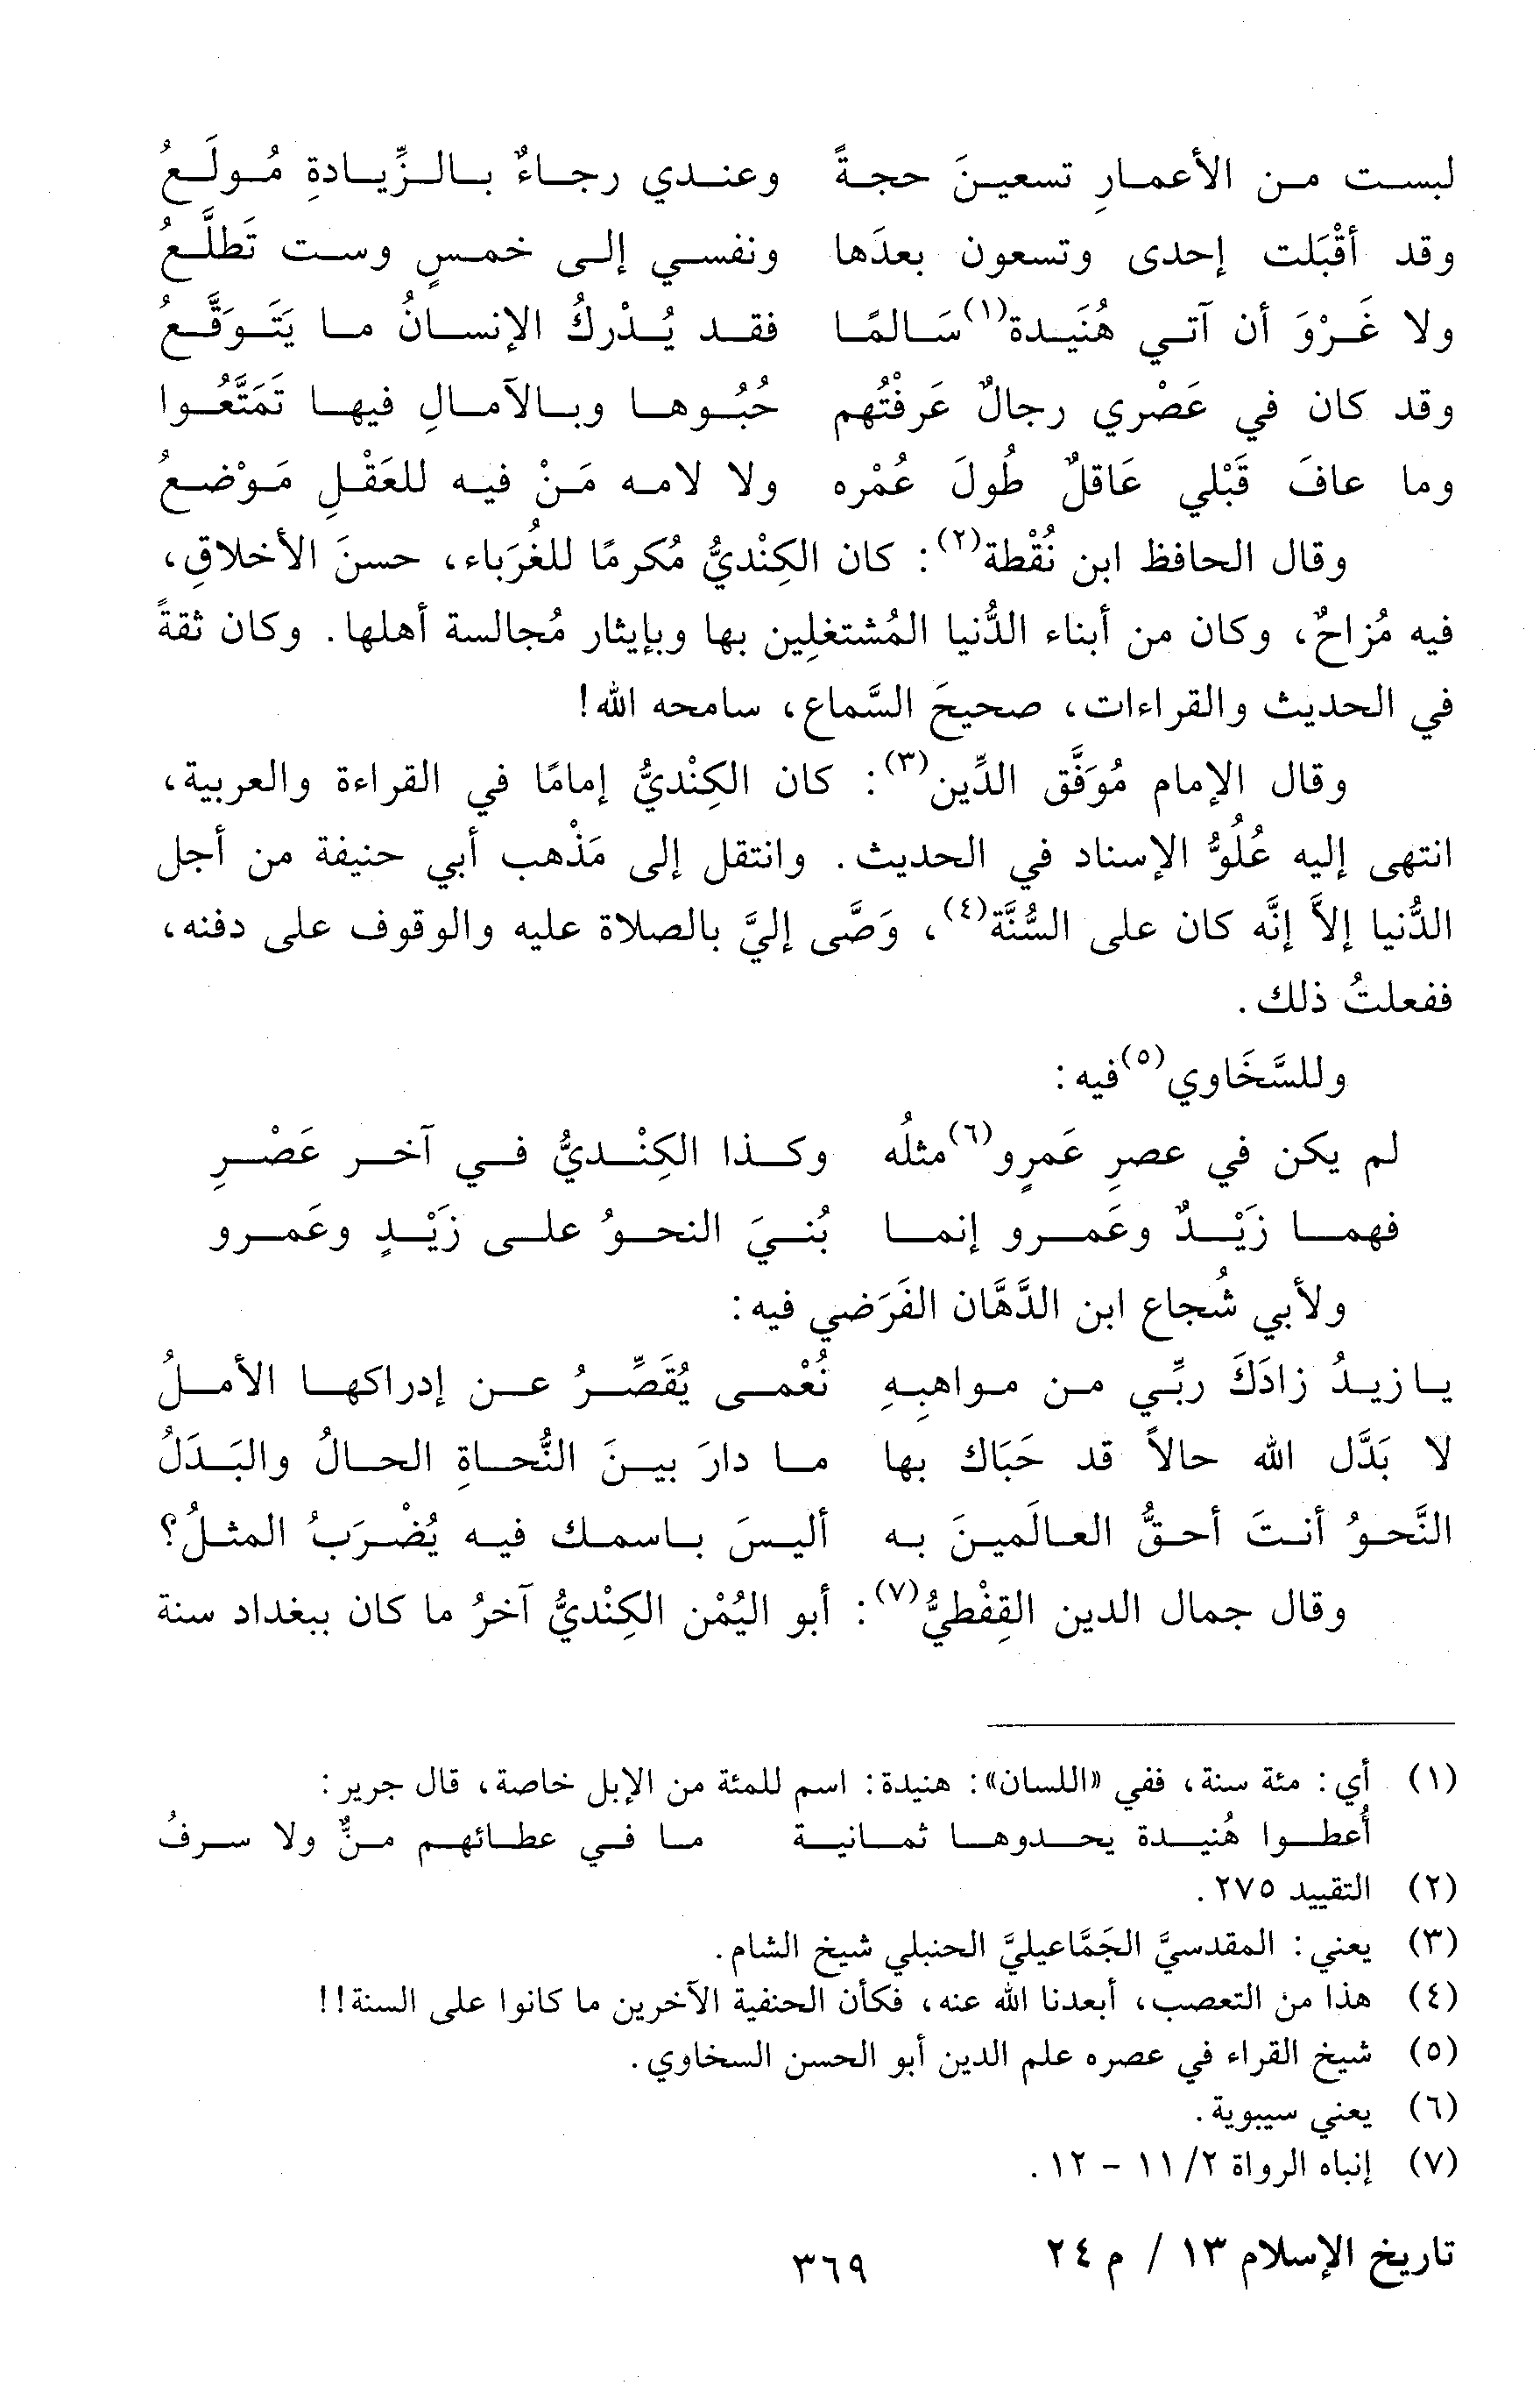 لبست من الأعمارِ تسعينَ حجةً وعندي رجاءٌ بالزِّيادةِ مُولَعُ
وقد أقْبَلت إحدى وتسعون بعدَها ونفسي إلى خمسٍ وست تَطلَّعُ
ولا غَرْوَ أن آتي هُنَيدة(١) سَالمًا فقد يُدْركُ الإنسانُ ما يَتَوَقَّعُ
وقد كان في عَصْري رجالٌ عَرفْتُهم حُبُوها وبالآمالِ فيها تَمَتَّعُوا
وما عافَ قَبْلي عَاقلٌ طُولَ عُمْره ولا لامه مَنْ فيه للعَقْلِ مَوْضعُ
وقال الحافظ ابن نُقْطة(٢): كان الكِنْديُّ مُكرمًا للغُرَباء، حسنَ الأخلاقِ،
فيه مُزاحٌ، وكان من أبناء الدُّنيا المُشتغلِين بها وبإيثار مُجالسة أهلها. وكان ثقةً
في الحديث والقراءات، صحيحَ السَّماع، سامحه الله!
وقال الإمام مُوَفَّق الدِّين(٣): كان الكِنْديُّ إمامًا في القراءة والعربية،
انتهى إليه عُلُوُّ الإسناد في الحديث. وانتقل إلى مَذْهب أبي حنيفة من أجل
الدُّنيا إلاَّ إنَّه كان على السُّنَّة(٤)، وَصَّى إليَّ بالصلاة عليه والوقوف على دفنه،
ففعلتُ ذلك.
وللسَّخَاوي(٥) فيه:
لم يكن في عصرِ عَمرٍو(٦) مثلُه وكذا الكِنْديُّ في آخر عَصْرِ
فهما زَيْدٌ وعَمرو إنما بُنيَ النحوُ على زَيْدٍ وعَمرو
ولأبي شُجاع ابن الدَّهَّان الفَرَضي فيه:
يازيدُ زادَكَ ربِّي من مواهبِهِ نُعْمى يُقَصِّرُ عن إدراكها الأملُ
لا بَدَّل الله حالاً قد حَبَاك بها ما دارَ بينَ النُّحاةِ الحالُ والبَدَلُ
النَّحوُ أنتَ أحقُّ العالَمينَ به أليسَ باسمك فيه يُضْرَبُ المثلُ؟
وقال جمال الدين القِفْطيُّ(٧): أبو اليُمْن الكِنْديُّ آخرُ ما كان ببغداد سنة
(١) أي: مئة سنة، ففي «اللسان»: هنيدة: اسم للمئة من الإبل خاصة، قال جرير:
أُعطوا هُنيدة يحدوها ثمانية ما في عطائهم منٌّ ولا سرفُ
(٢) التقييد ٢٧٥.
(٣) يعني: المقدسيَّ الجَمَّاعيليَّ الحنبلي شيخ الشام.
(٤) هذا من التعصب، أبعدنا الله عنه، فكأن الحنفية الآخرين ما كانوا على السنة!!
(٥) شيخ القراء في عصره علم الدين أبو الحسن السخاوي.
(٦) يعني سيبوية.
(٧) إنباه الرواة ٢/ ١١ - ١٢.
تاريخ الإسلام ١٣ / م ٢٤
٣٦٩